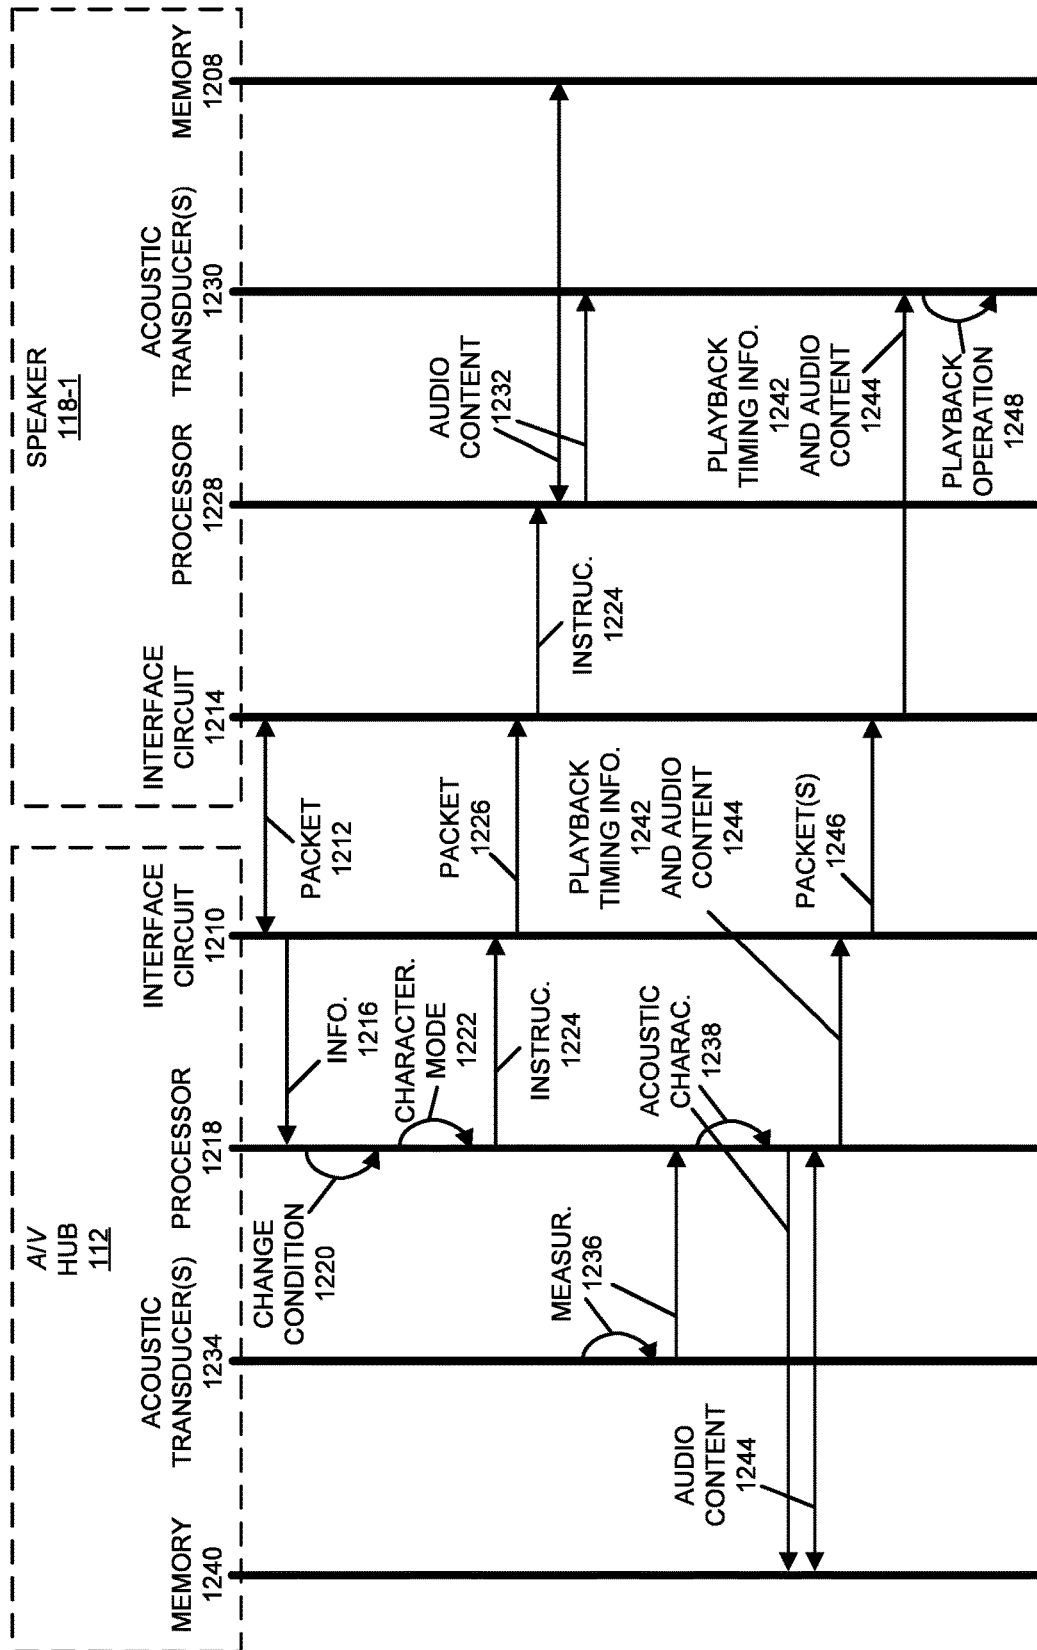 A/V
HUB
112
SPEAKER
118-1
MEMORY
1240
ACOUSTIC
TRANSDUCER(S)
1234
PROCESSOR
1218
INTERFACE
CIRCUIT
1210
INTERFACE
CIRCUIT
1214
PROCESSOR
1228
ACOUSTIC
TRANSDUCER(S)
1230
MEMORY
1208
PACKET
1212
INFO.
1216
CHANGE
CONDITION
1220
CHARACTER.
MODE
1222
INSTRUC.
1224
PACKET
1226
INSTRUC.
1224
AUDIO
CONTENT
1232
MEASUR.
1236
ACOUSTIC
CHARAC.
1238
AUDIO
CONTENT
1244
PLAYBACK
TIMING INFO.
1242
AND AUDIO
CONTENT
1244
PACKET(S)
1246
PLAYBACK
TIMING INFO.
1242
AND AUDIO
CONTENT
1244
PLAYBACK
OPERATION
1248